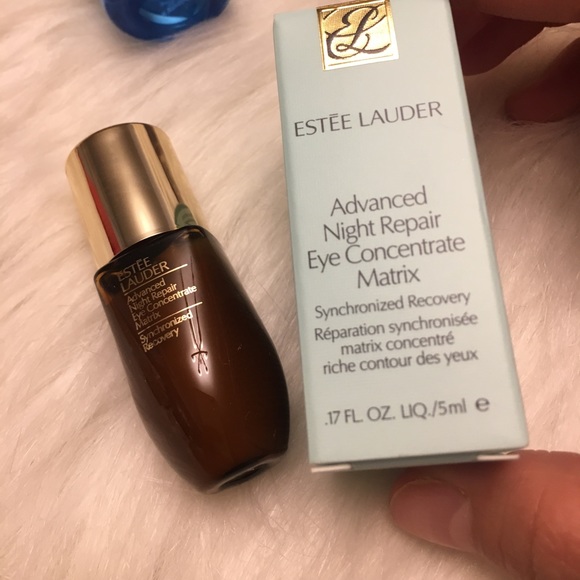 ESTĒE LAUDER
Advanced
Night Repair
Eye Concentrate
Matrix
Synchronized Recovery
Réparation synchronisée
matrix concentré
riche contour des yeux
.17 FL. OZ. LIQ./5ml e
ESTĒE
LAUDER
Advanced
Night Repair
Eye Concentrate
Matrix
Synchronized
Recovery